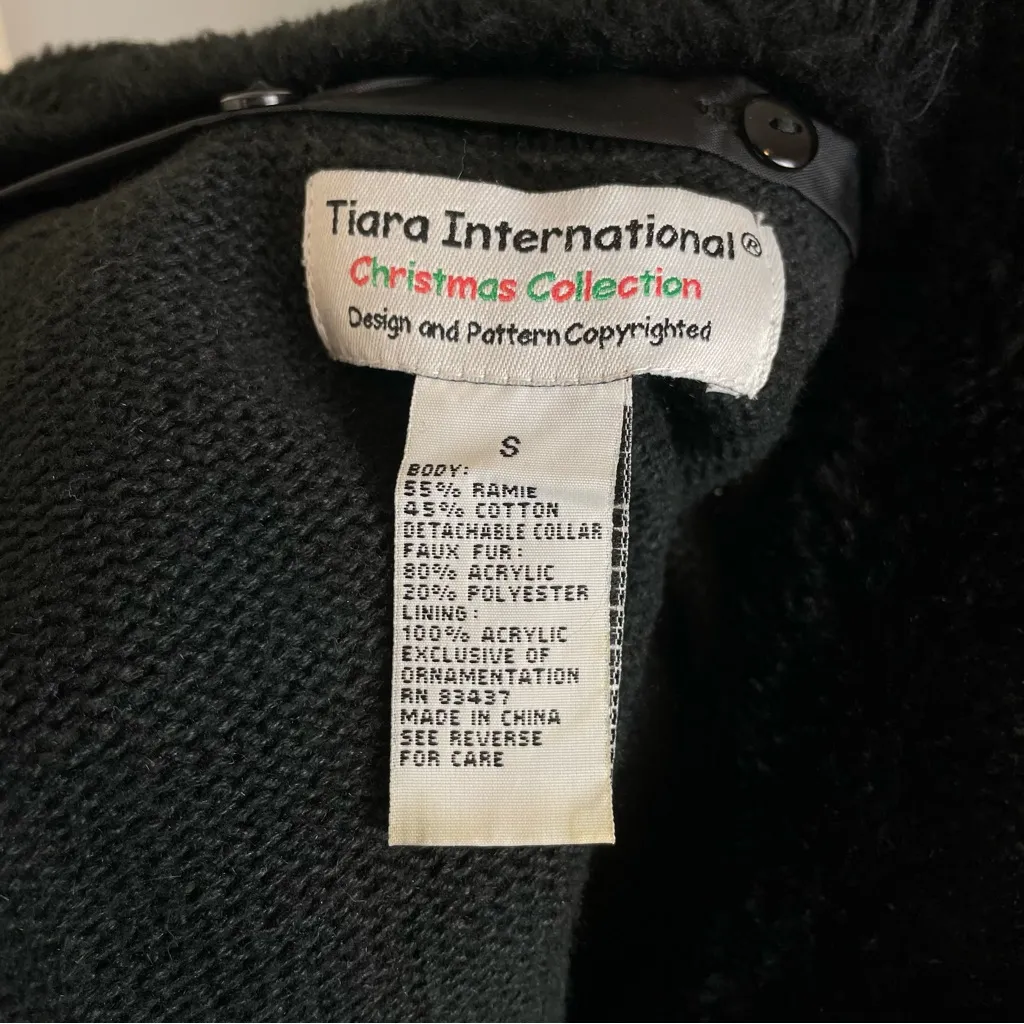 Tiara International®
Christmas Collection
Design and Pattern Copyrighted
S
BODY:
55% RAMIE
45% COTTON
DETACHABLE COLLAR
FAUX FUR:
80% ACRYLIC
20% POLYESTER
LINING:
100% ACRYLIC
EXCLUSIVE OF
ORNAMENTATION
RN 83437
MADE IN CHINA
SEE REVERSE
FOR CARE